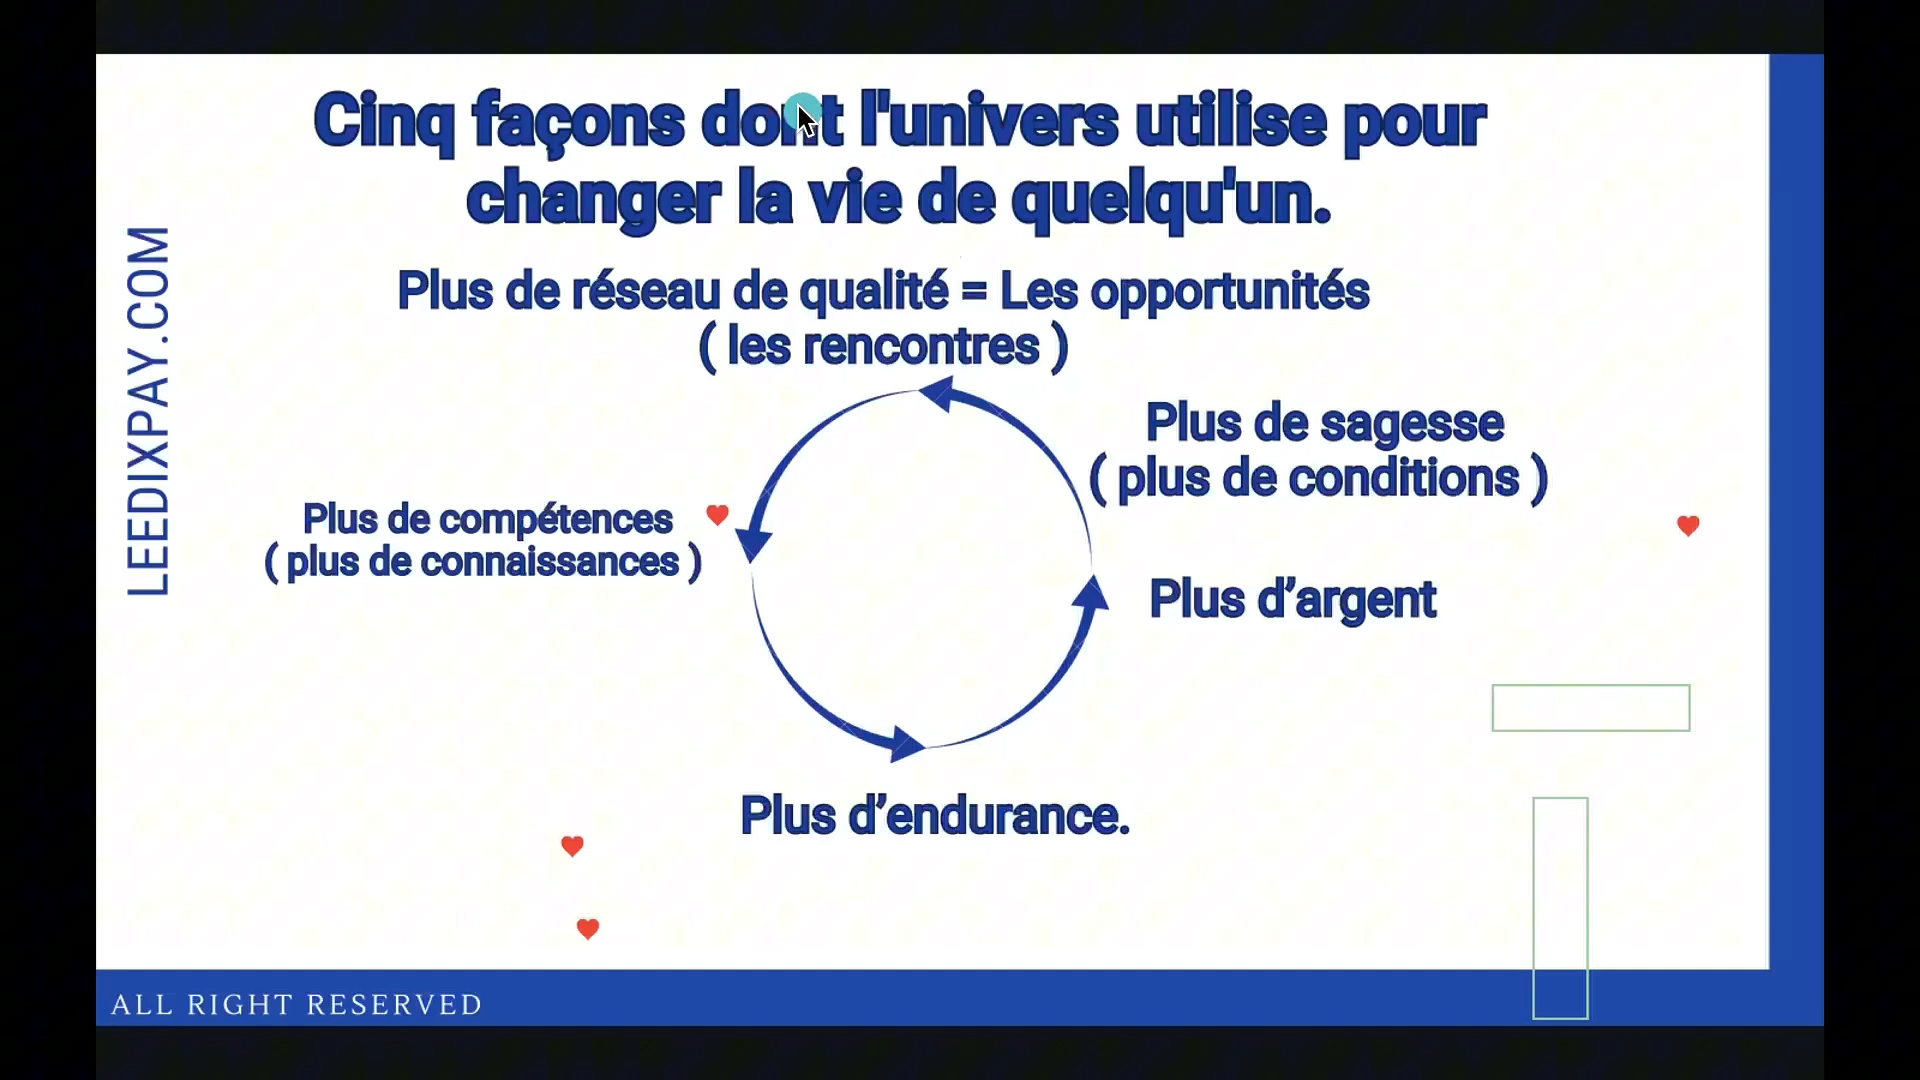 Cinq façons dont l'univers utilise pour
changer la vie de quelqu'un.
Plus de réseau de qualité = Les opportunités
( les rencontres )
Plus de sagesse
( plus de conditions )
Plus de compétences
( plus de connaissances )
Plus d’argent
Plus d’endurance.
LEEDIXPAY.COM
ALL RIGHT RESERVED